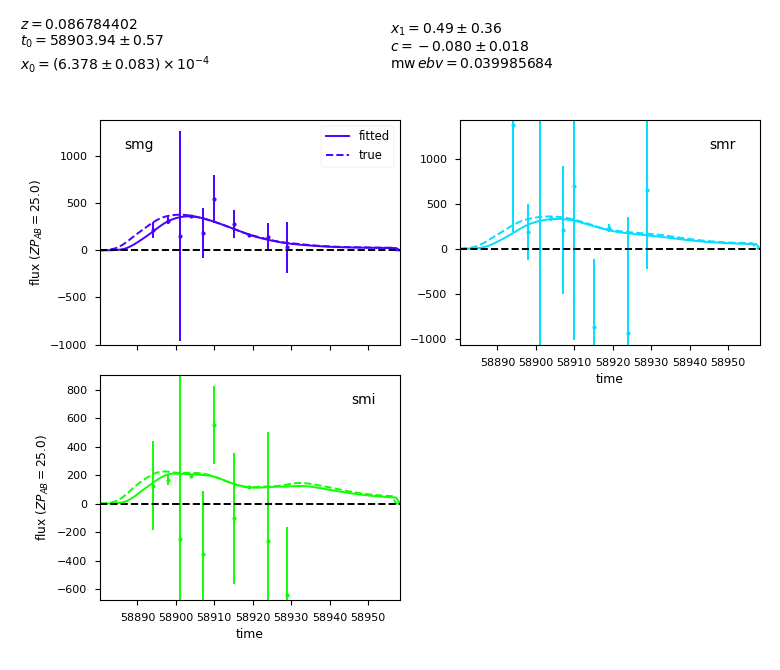 z = 0.086784402
t₀ = 58903.94 ± 0.57
x₀ = (6.378 ± 0.083) × 10⁻⁴
x₁ = 0.49 ± 0.36
c = −0.080 ± 0.018
mw ebv = 0.039985684
smg
fitted
true
1000
500
0
−500
−1000
flux (ZP_AB = 25.0)
smr
1000
500
0
−500
−1000
58890 58900 58910 58920 58930 58940 58950
time
smi
800
600
400
200
0
−200
−400
−600
flux (ZP_AB = 25.0)
58890 58900 58910 58920 58930 58940 58950
time